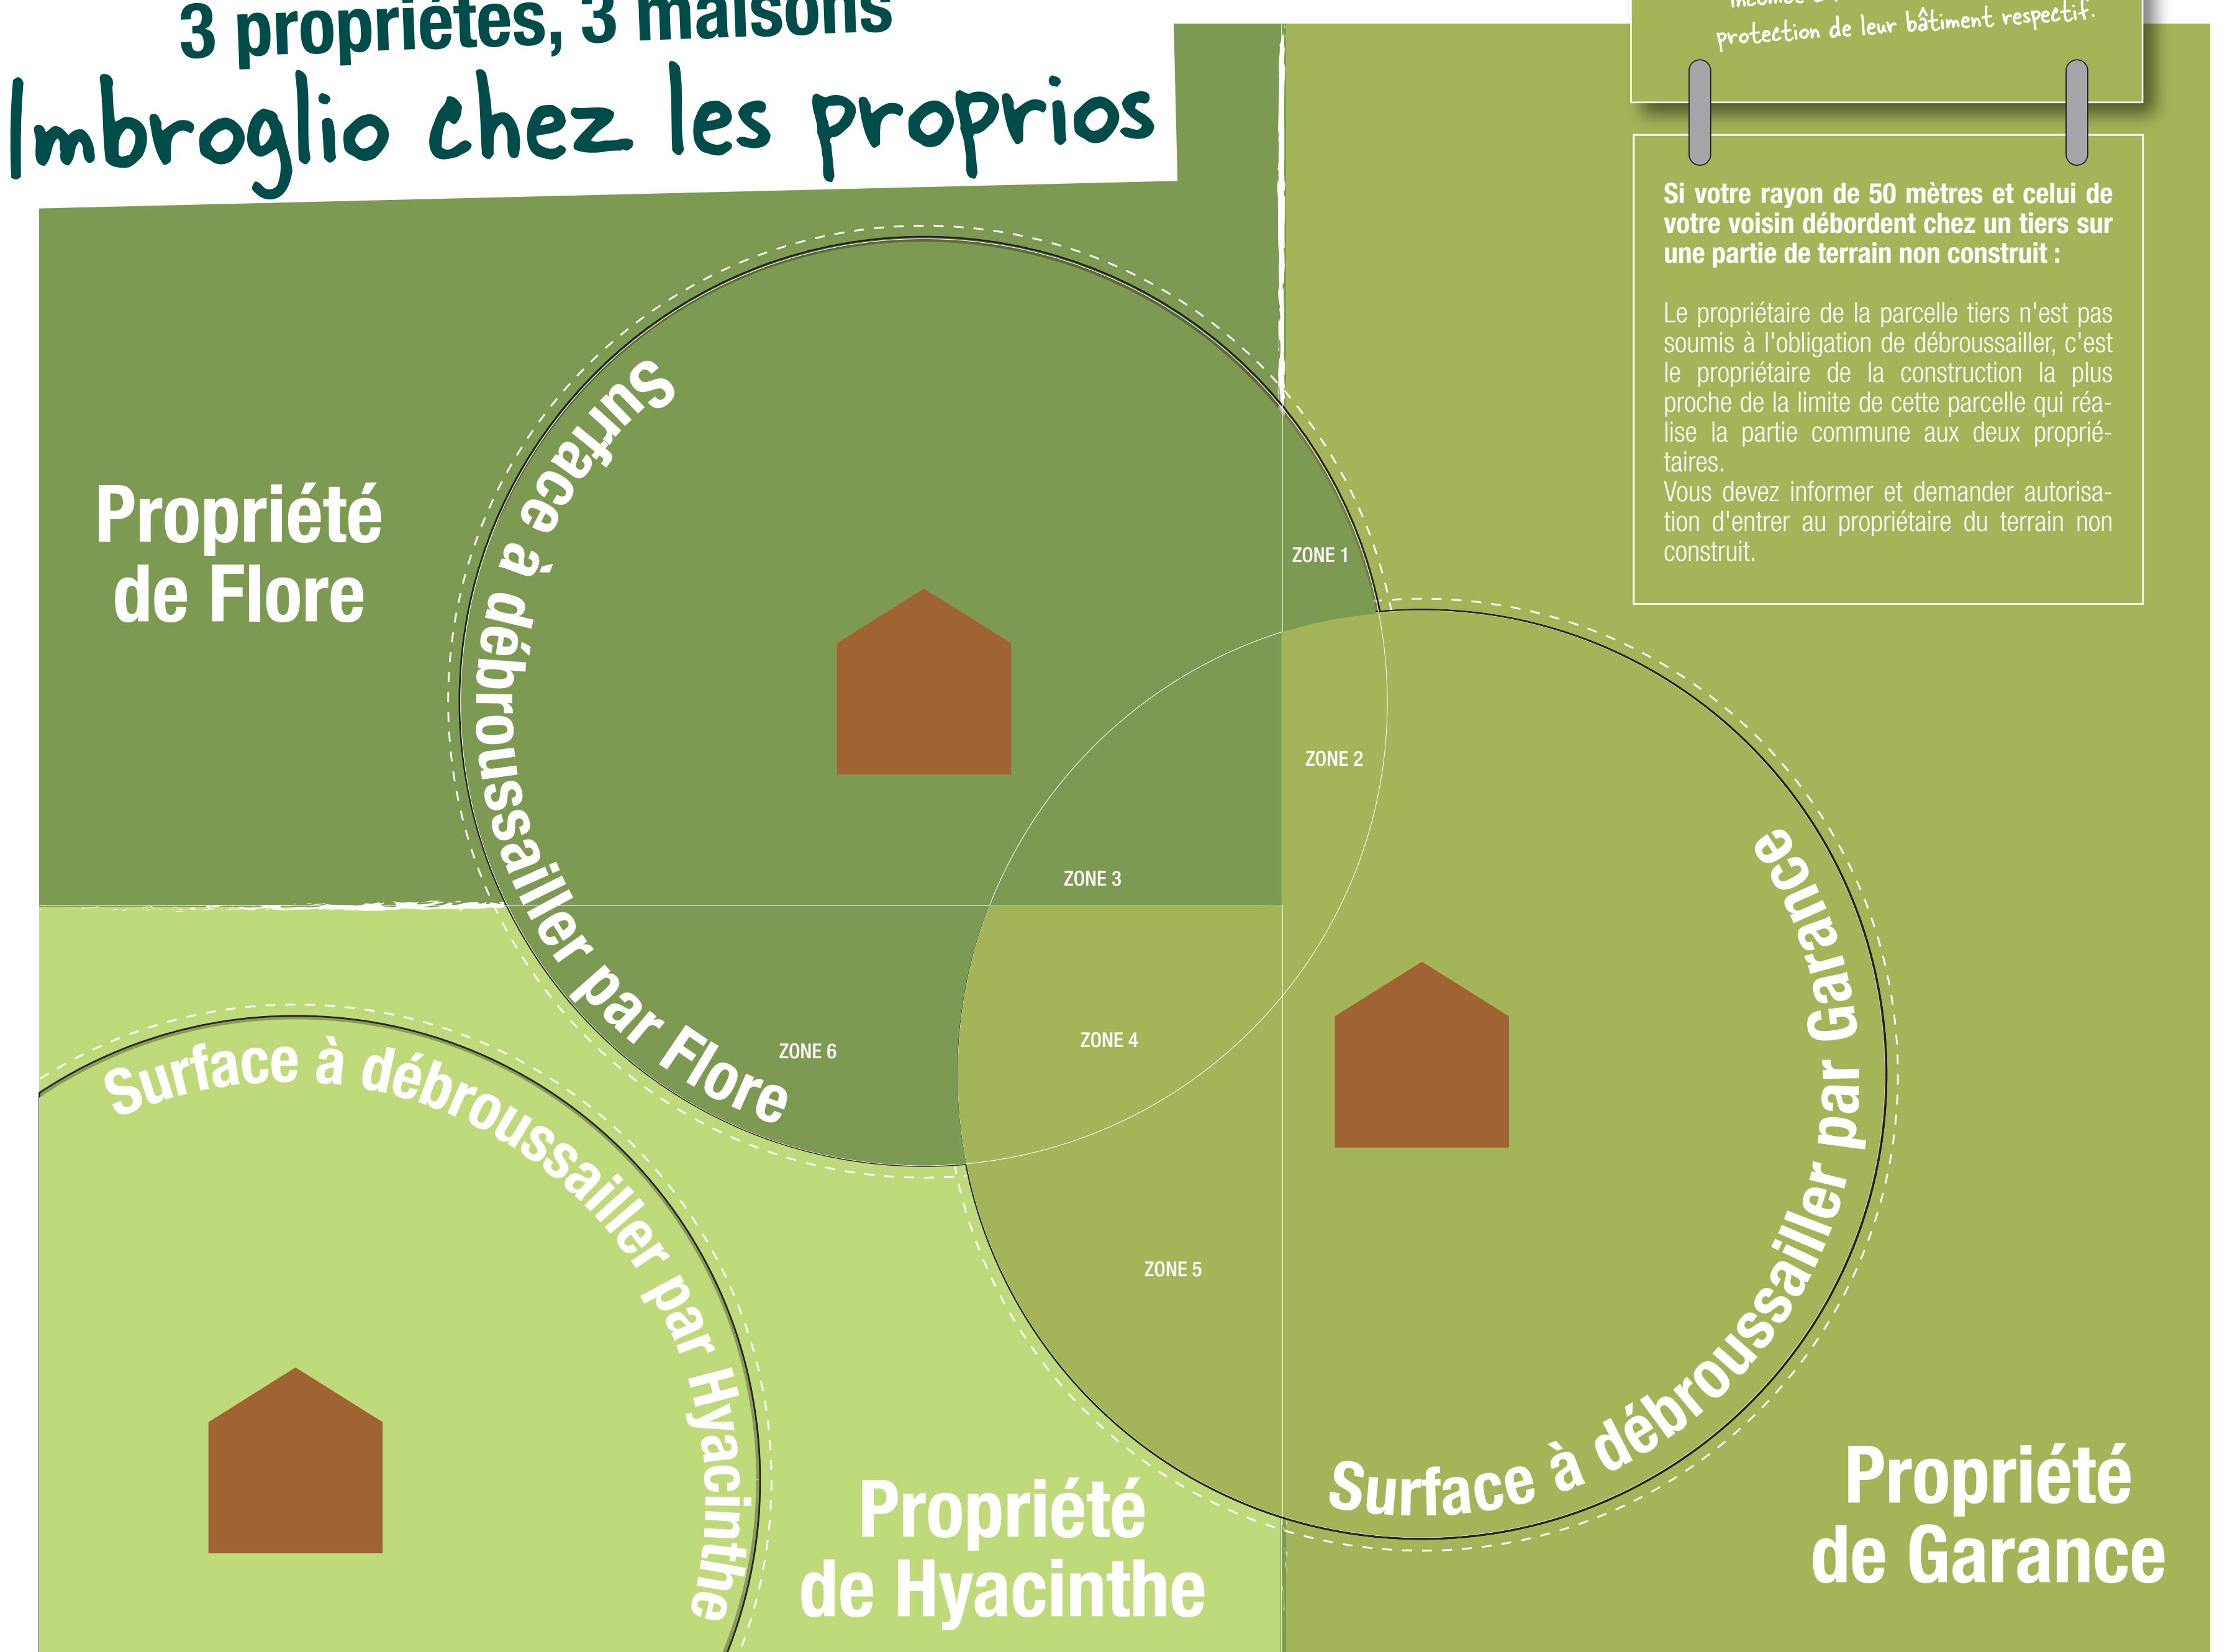 3 propriétés, 3 maisons
Imbroglio chez les proprios
protection de leur bâtiment respectif.
Si votre rayon de 50 mètres et celui de
votre voisin débordent chez un tiers sur
une partie de terrain non construit :
Le propriétaire de la parcelle tiers n'est pas
soumis à l'obligation de débroussailler, c'est
le propriétaire de la construction la plus
proche de la limite de cette parcelle qui réa-
lise la partie commune aux deux proprié-
taires.
Vous devez informer et demander autorisa-
tion d'entrer au propriétaire du terrain non
construit.
Propriété
de Flore
Surface à débroussailler par Flore
ZONE 1
ZONE 2
ZONE 3
ZONE 4
ZONE 6
ZONE 5
Surface à débroussailler par Garance
Surface à débroussailler par Hyacinthe
Propriété
de Hyacinthe
Propriété
de Garance